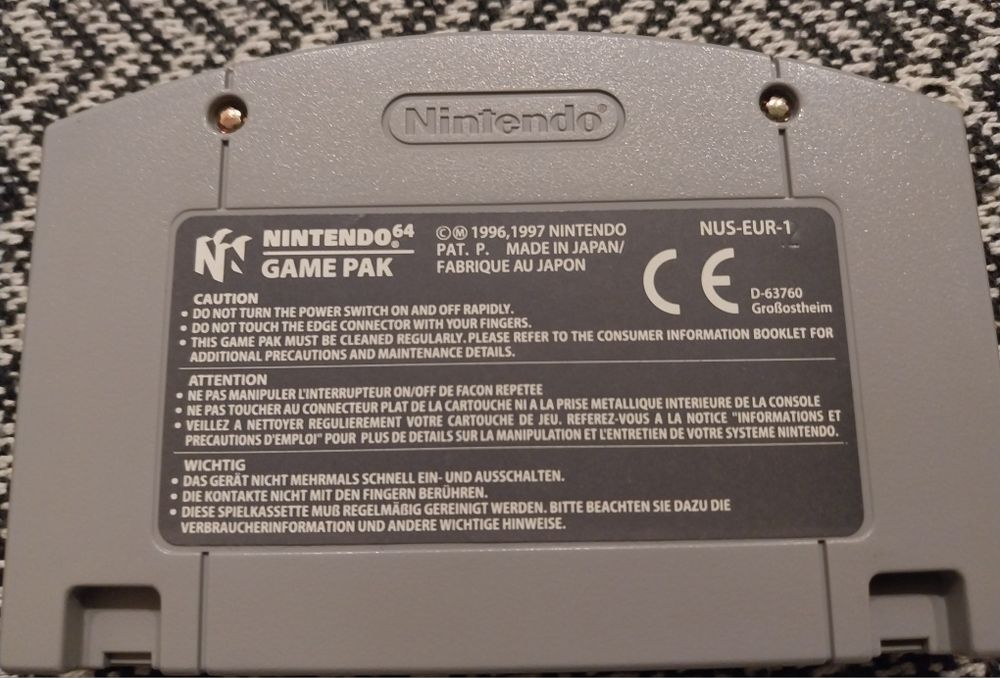 Nintendo®
NINTENDO®64
GAME PAK
©Ⓜ 1996,1997 NINTENDO
PAT. P. MADE IN JAPAN/
FABRIQUE AU JAPON
NUS-EUR-1
CE
D-63760
Großostheim
CAUTION
• DO NOT TURN THE POWER SWITCH ON AND OFF RAPIDLY.
• DO NOT TOUCH THE EDGE CONNECTOR WITH YOUR FINGERS.
• THIS GAME PAK MUST BE CLEANED REGULARLY. PLEASE REFER TO THE CONSUMER INFORMATION BOOKLET FOR
ADDITIONAL PRECAUTIONS AND MAINTENANCE DETAILS.
ATTENTION
• NE PAS MANIPULER L'INTERRUPTEUR ON/OFF DE FACON REPETEE
• NE PAS TOUCHER AU CONNECTEUR PLAT DE LA CARTOUCHE NI A LA PRISE METALLIQUE INTERIEURE DE LA CONSOLE
• VEILLEZ A NETTOYER REGULIEREMENT VOTRE CARTOUCHE DE JEU. REFEREZ-VOUS A LA NOTICE "INFORMATIONS ET
PRECAUTIONS D'EMPLOI" POUR PLUS DE DETAILS SUR LA MANIPULATION ET L'ENTRETIEN DE VOTRE SYSTEME NINTENDO.
WICHTIG
• DAS GERÄT NICHT MEHRMALS SCHNELL EIN- UND AUSSCHALTEN.
• DIE KONTAKTE NICHT MIT DEN FINGERN BERÜHREN.
• DIESE SPIELKASSETTE MUß REGELMÄßIG GEREINIGT WERDEN. BITTE BEACHTEN SIE DAZU DIE
VERBRAUCHERINFORMATION UND ANDERE WICHTIGE HINWEISE.